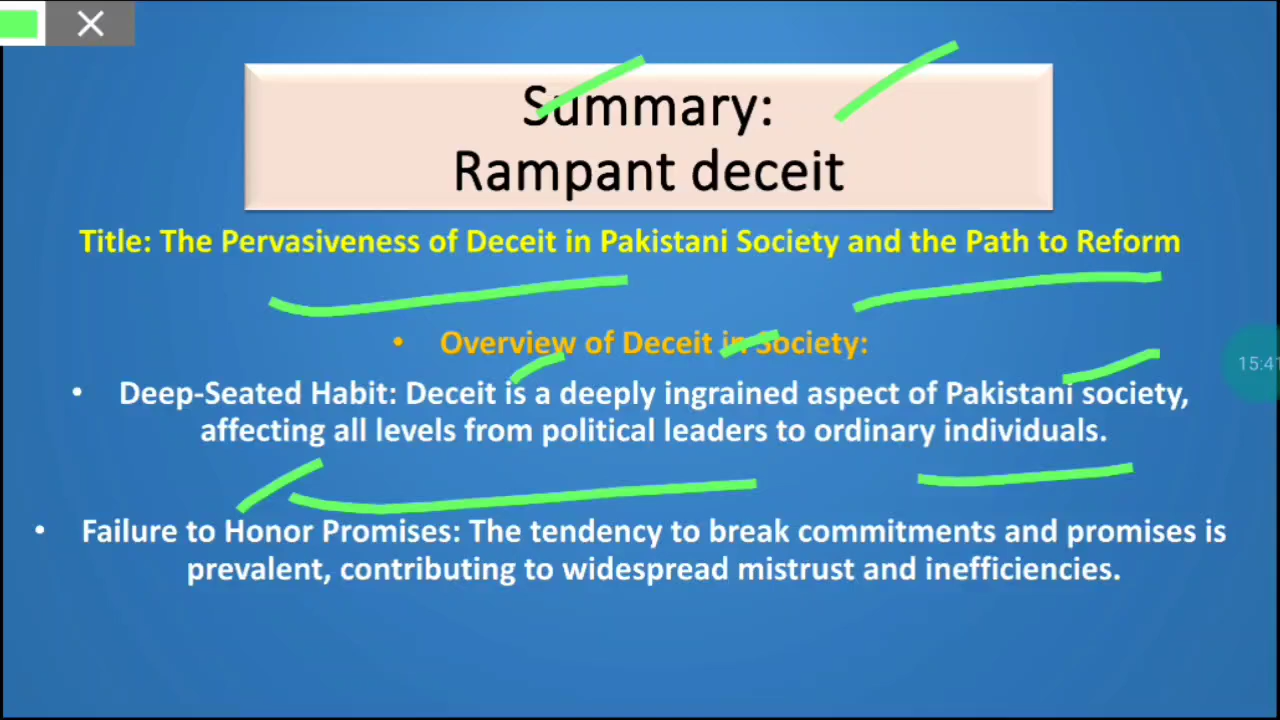 Summary:
Rampant deceit
Title: The Pervasiveness of Deceit in Pakistani Society and the Path to Reform
• Overview of Deceit in Society:
• Deep-Seated Habit: Deceit is a deeply ingrained aspect of Pakistani society,
affecting all levels from political leaders to ordinary individuals.
15:41
• Failure to Honor Promises: The tendency to break commitments and promises is
prevalent, contributing to widespread mistrust and inefficiencies.